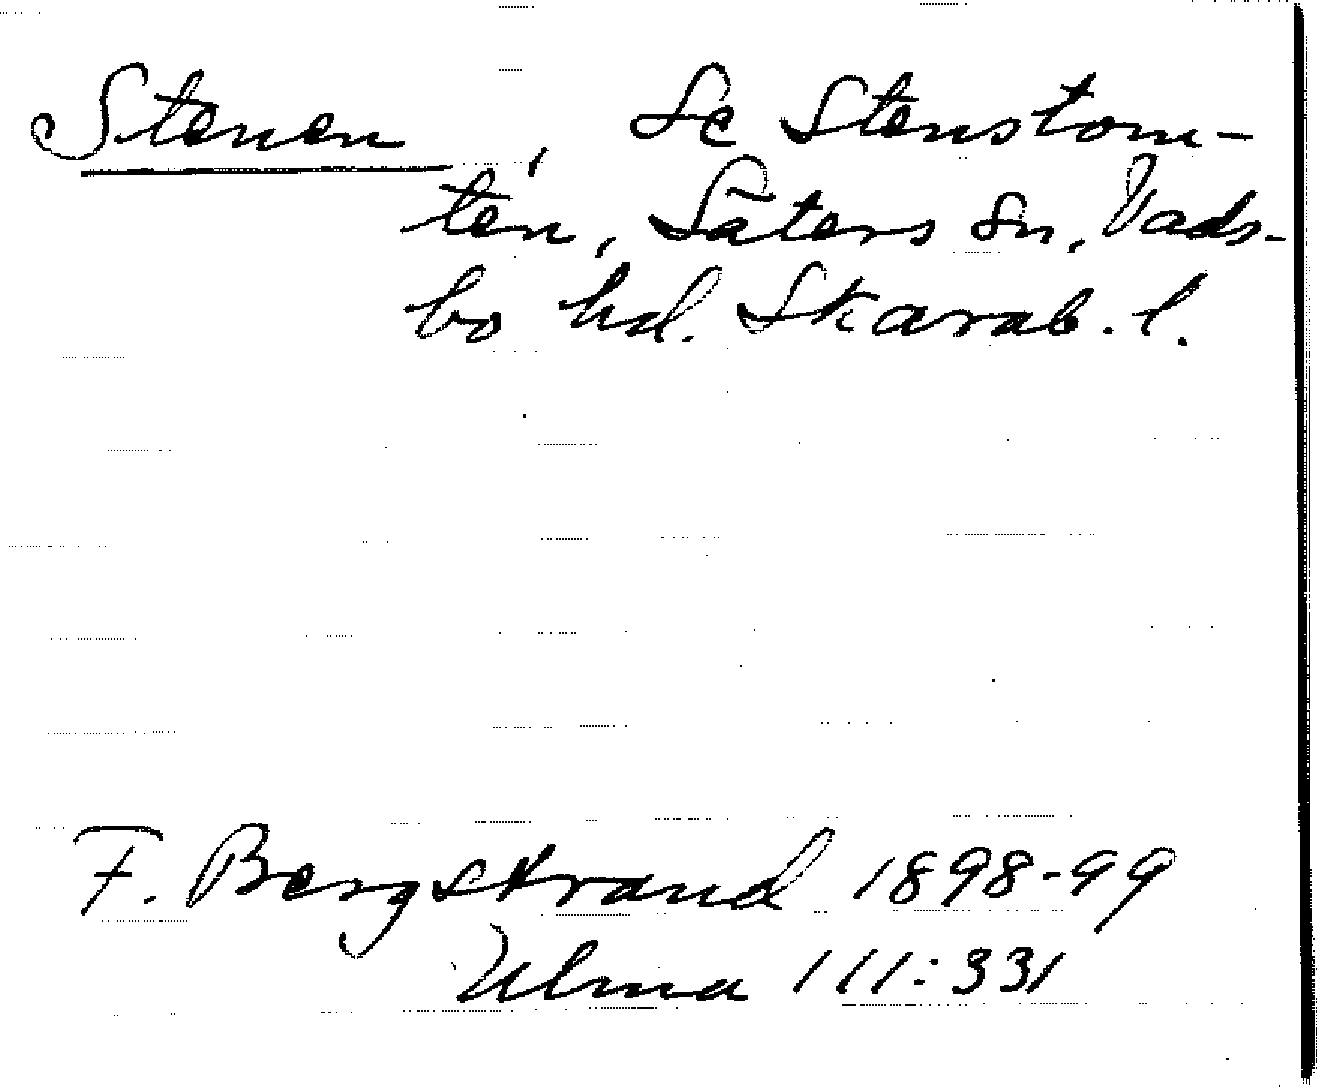 Stenen, Se Stenstom-
ten, Säters sn, Vads-
bo hd. Skarab. l.
F. Bergstrand 1898-99
Ulma 111:331